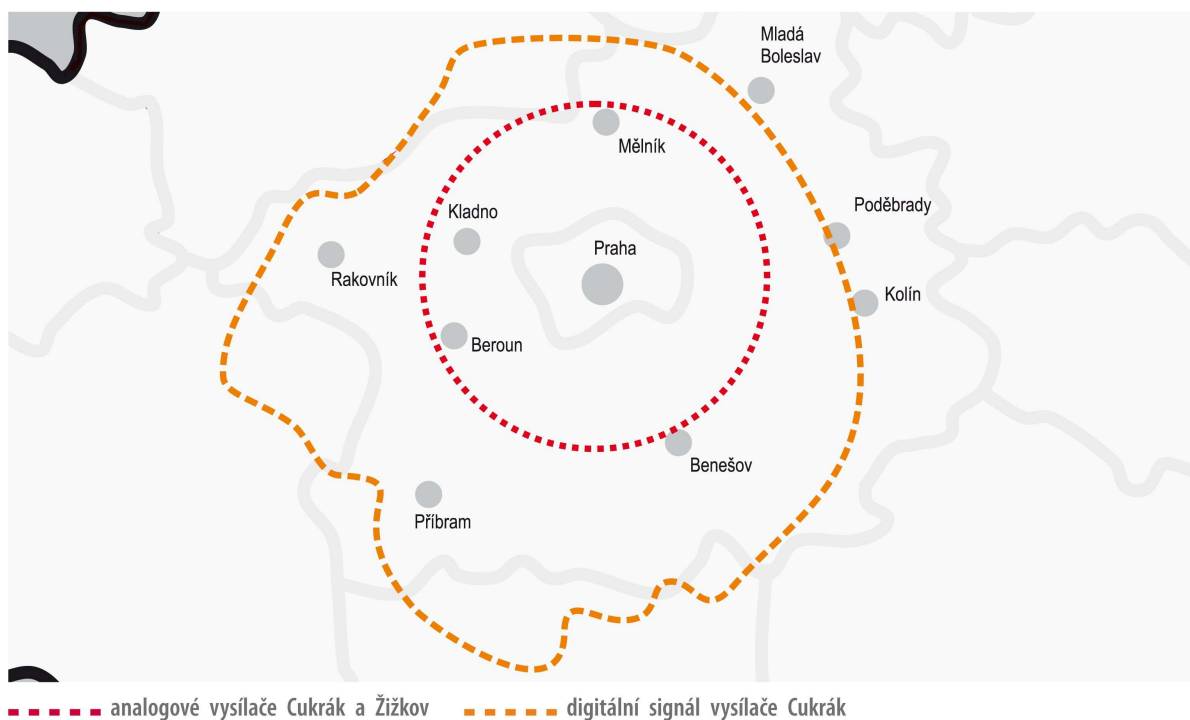 Mladá
Boleslav
Mělník
Poděbrady
Kladno
Praha
Rakovník
Kolín
Beroun
Benešov
Příbram
analogové vysílače Cukrák a Žižkov
digitální signál vysílače Cukrák